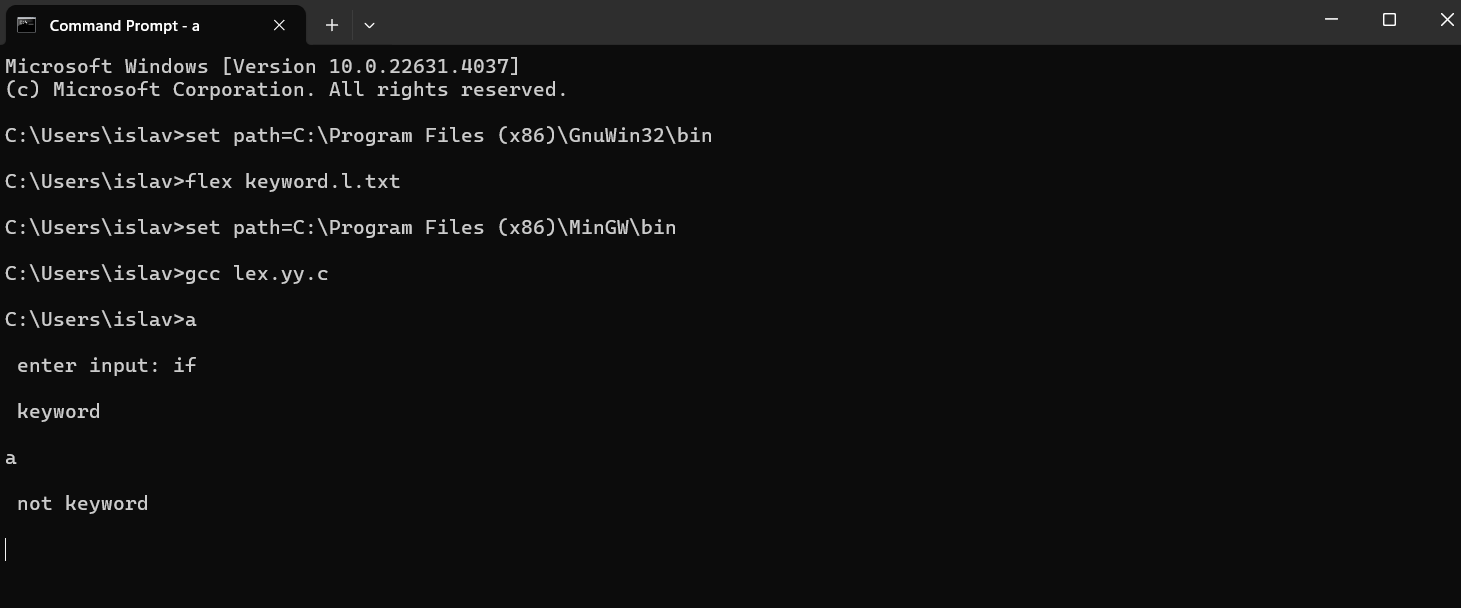 Command Prompt - a
Microsoft Windows [Version 10.0.22631.4037]
(c) Microsoft Corporation. All rights reserved.
C:\Users\islav>set path=C:\Program Files (x86)\GnuWin32\bin
C:\Users\islav>flex keyword.l.txt
C:\Users\islav>set path=C:\Program Files (x86)\MinGW\bin
C:\Users\islav>gcc lex.yy.c
C:\Users\islav>a
enter input: if
keyword
a
not keyword